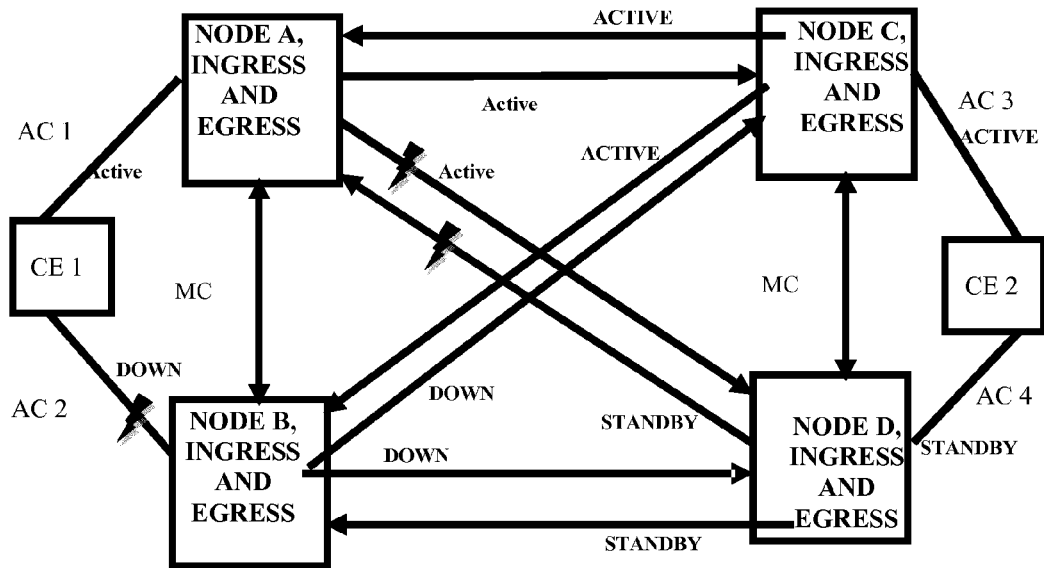 ACTIVE
NODE A,
INGRESS
AND
EGRESS
NODE C,
INGRESS
AND
EGRESS
Active
AC 1
AC 3
ACTIVE
ACTIVE
Active
Active
CE 1
CE 2
MC
MC
DOWN
AC 2
DOWN
AC 4
STANDBY
STANDBY
NODE B,
INGRESS
AND
EGRESS
DOWN
NODE D,
INGRESS
AND
EGRESS
STANDBY